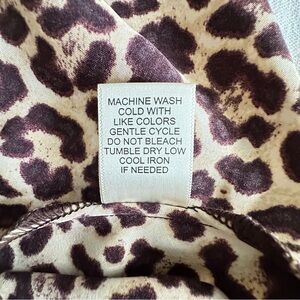 MACHINE WASH
COLD WITH
LIKE COLORS
GENTLE CYCLE
DO NOT BLEACH
TUMBLE DRY LOW
COOL IRON
IF NEEDED